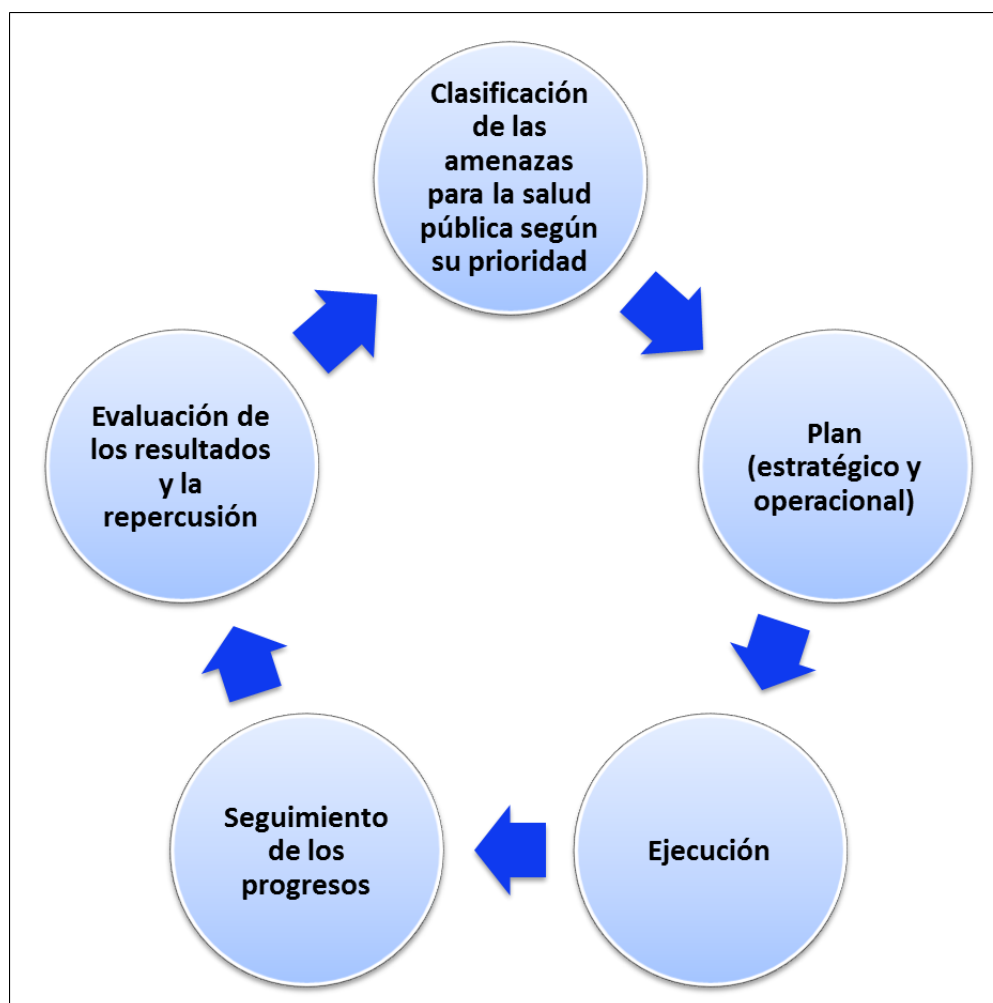 Clasificación
de las
amenazas
para la salud
pública según
su prioridad
Plan
(estratégico y
operacional)
Ejecución
Seguimiento
de los
progresos
Evaluación de
los resultados
y la
repercusión